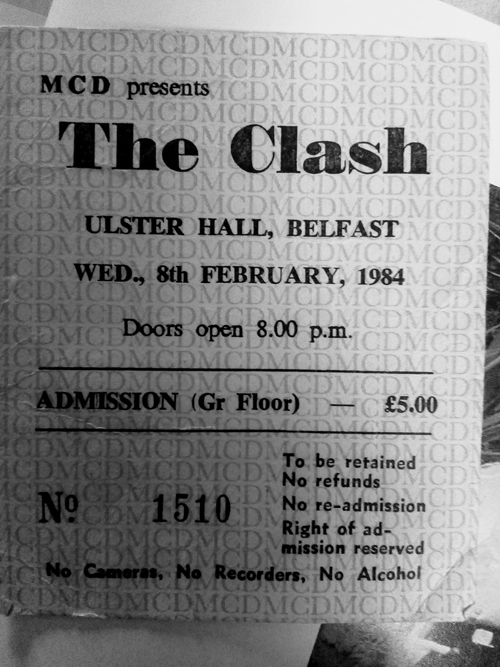 MCD presents
The Clash
ULSTER HALL, BELFAST
WED., 8th FEBRUARY, 1984
Doors open 8.00 p.m.
ADMISSION (Gr Floor) — £5.00
To be retained
No refunds
Nº 1510
No re-admission
Right of ad-
mission reserved
No Cameras, No Recorders, No Alcohol